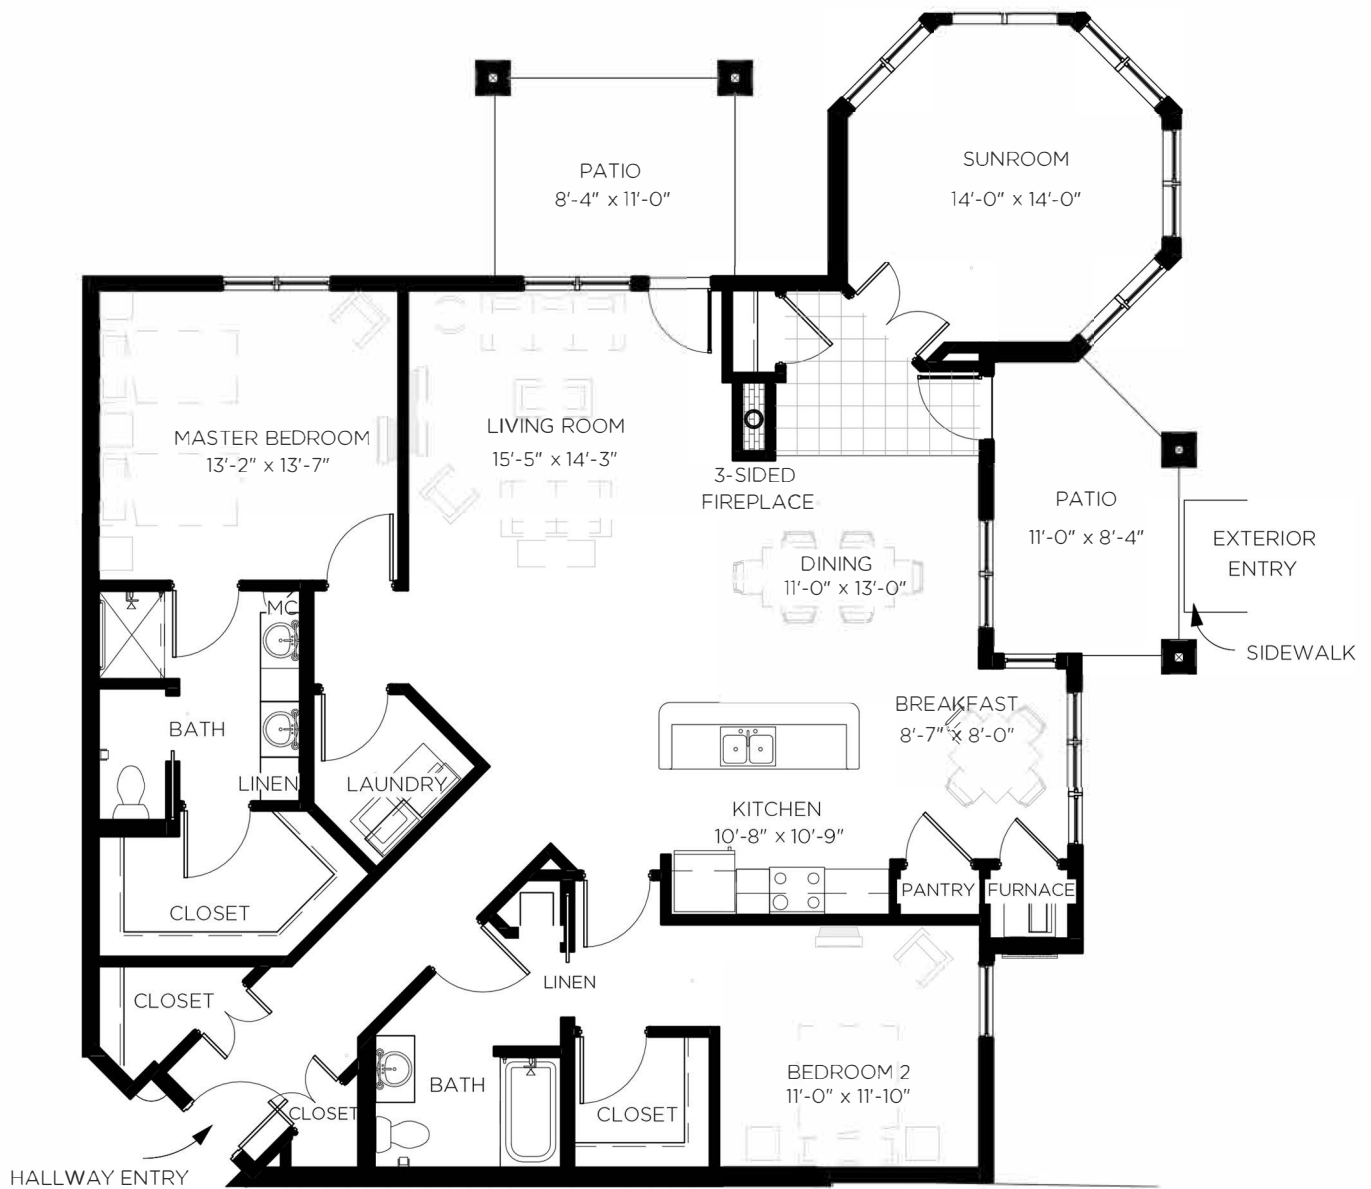 PATIO
8'-4" x 11'-0"
SUNROOM
14'-0" x 14'-0"
MASTER BEDROOM
13'-2" x 13'-7"
LIVING ROOM
15'-5" x 14'-3"
3-SIDED
FIREPLACE
PATIO
11'-0" x 8'-4"
EXTERIOR
ENTRY
SIDEWALK
DINING
11'-0" x 13'-0"
MC
BATH
LINEN
LAUNDRY
BREAKFAST
8'-7" x 8'-0"
KITCHEN
10'-8" x 10'-9"
PANTRY
FURNACE
CLOSET
LINEN
CLOSET
BATH
CLOSET
CLOSET
BEDROOM 2
11'-0" x 11'-10"
HALLWAY ENTRY